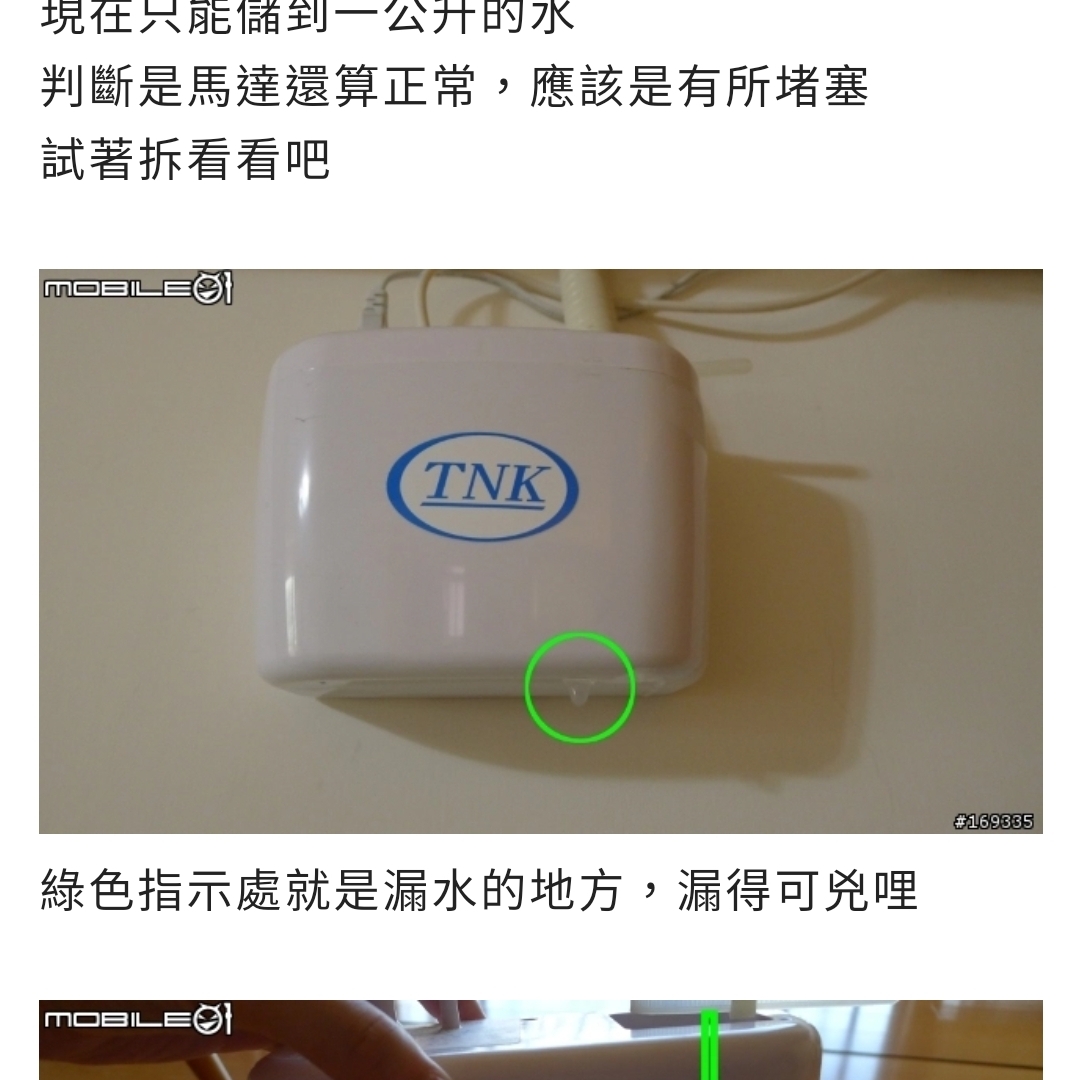 現在只能儲到一公升的水
判斷是馬達還算正常，應該是有所堵塞
試著拆看看吧
MOBILE01
TNK
#169335
綠色指示處就是漏水的地方，漏得可兇哩
MOBILE01